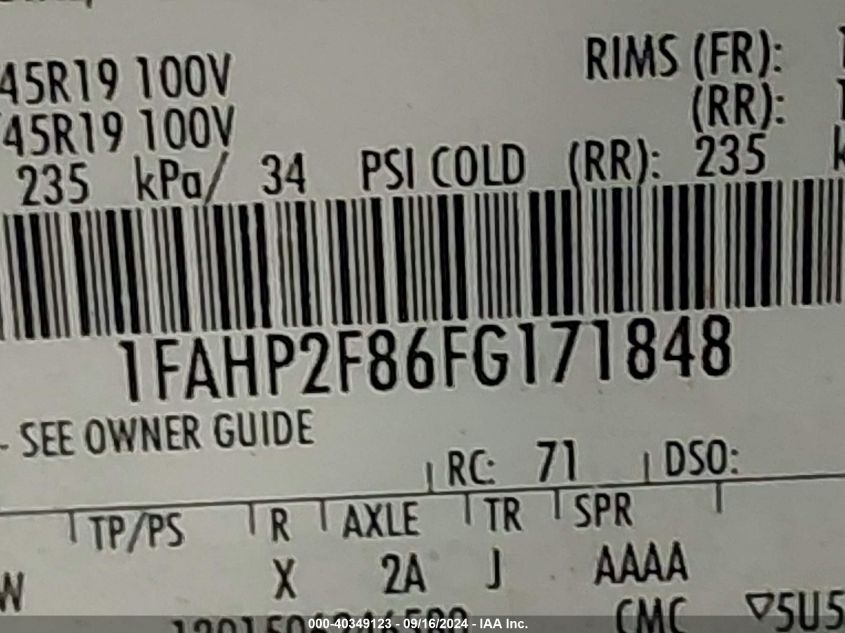 45R19 100V RIMS (FR):
45R19 100V (RR):
235 kPa/ 34 PSI COLD (RR): 235
1FAHP2F86FG171848
- SEE OWNER GUIDE
RC: 71 DSO:
TP/PS R AXLE TR SPR
W X 2A J AAAA
CMC ▽5U5
000-40349123 - 09/16/2024 - IAA Inc.